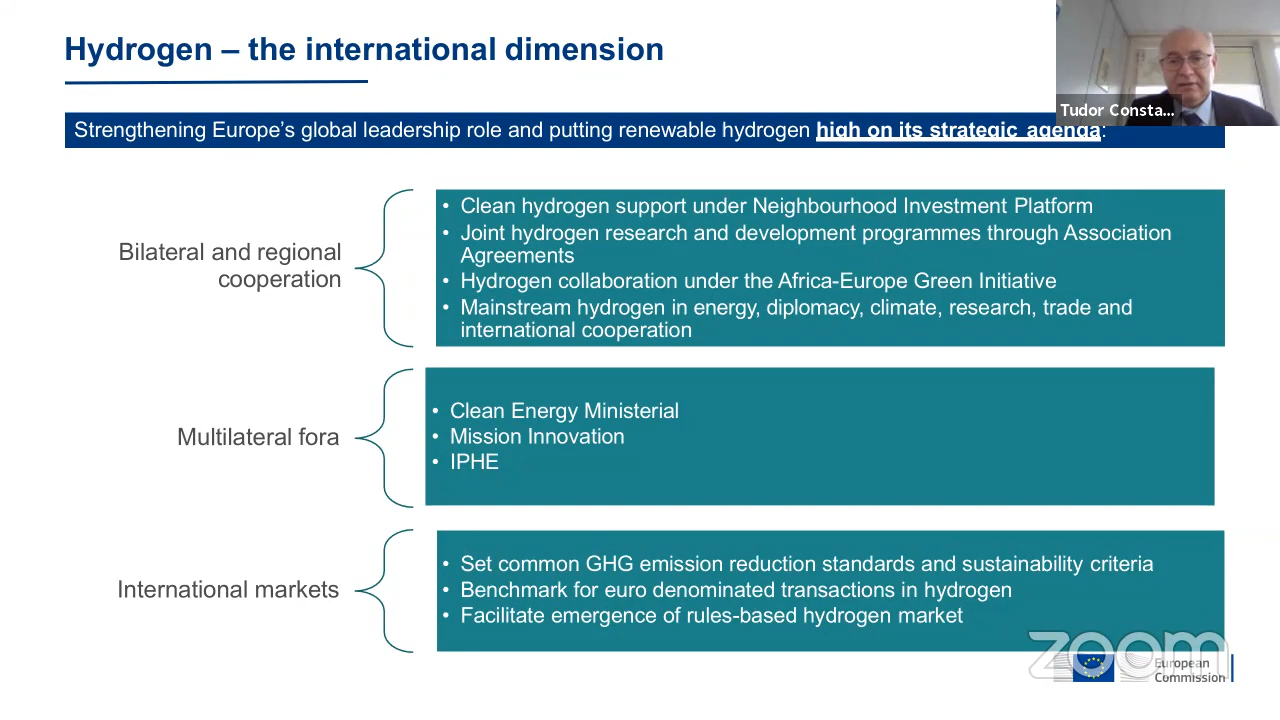 Hydrogen – the international dimension
Tudor Consta...
Strengthening Europe's global leadership role and putting renewable hydrogen high on its strategic agenda:
Bilateral and regional
cooperation
• Clean hydrogen support under Neighbourhood Investment Platform
• Joint hydrogen research and development programmes through Association
Agreements
• Hydrogen collaboration under the Africa-Europe Green Initiative
• Mainstream hydrogen in energy, diplomacy, climate, research, trade and
international cooperation
Multilateral fora
• Clean Energy Ministerial
• Mission Innovation
• IPHE
International markets
• Set common GHG emission reduction standards and sustainability criteria
• Benchmark for euro denominated transactions in hydrogen
• Facilitate emergence of rules-based hydrogen market
zoom
European
Commission